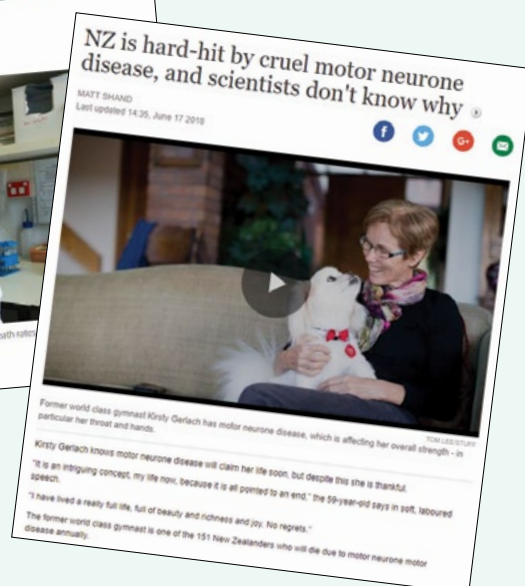 NZ is hard-hit by cruel motor neurone
disease, and scientists don't know why
MATT SHAND
Last updated 14:35, June 17 2018
f
G+
ath rates
TOM LEE/STUFF
Former world class gymnast Kirsty Gerlach has motor neurone disease, which is affecting her overall strength - in
particular her throat and hands.
Kirsty Gerlach knows motor neurone disease will claim her life soon, but despite this she is thankful.
"It is an intriguing concept, my life now, because it is all pointed to an end," the 59-year-old says in soft, laboured
speech.
"I have lived a really full life, full of beauty and richness and joy. No regrets."
The former world class gymnast is one of the 151 New Zealanders who will die due to motor neurone motor
disease annually.